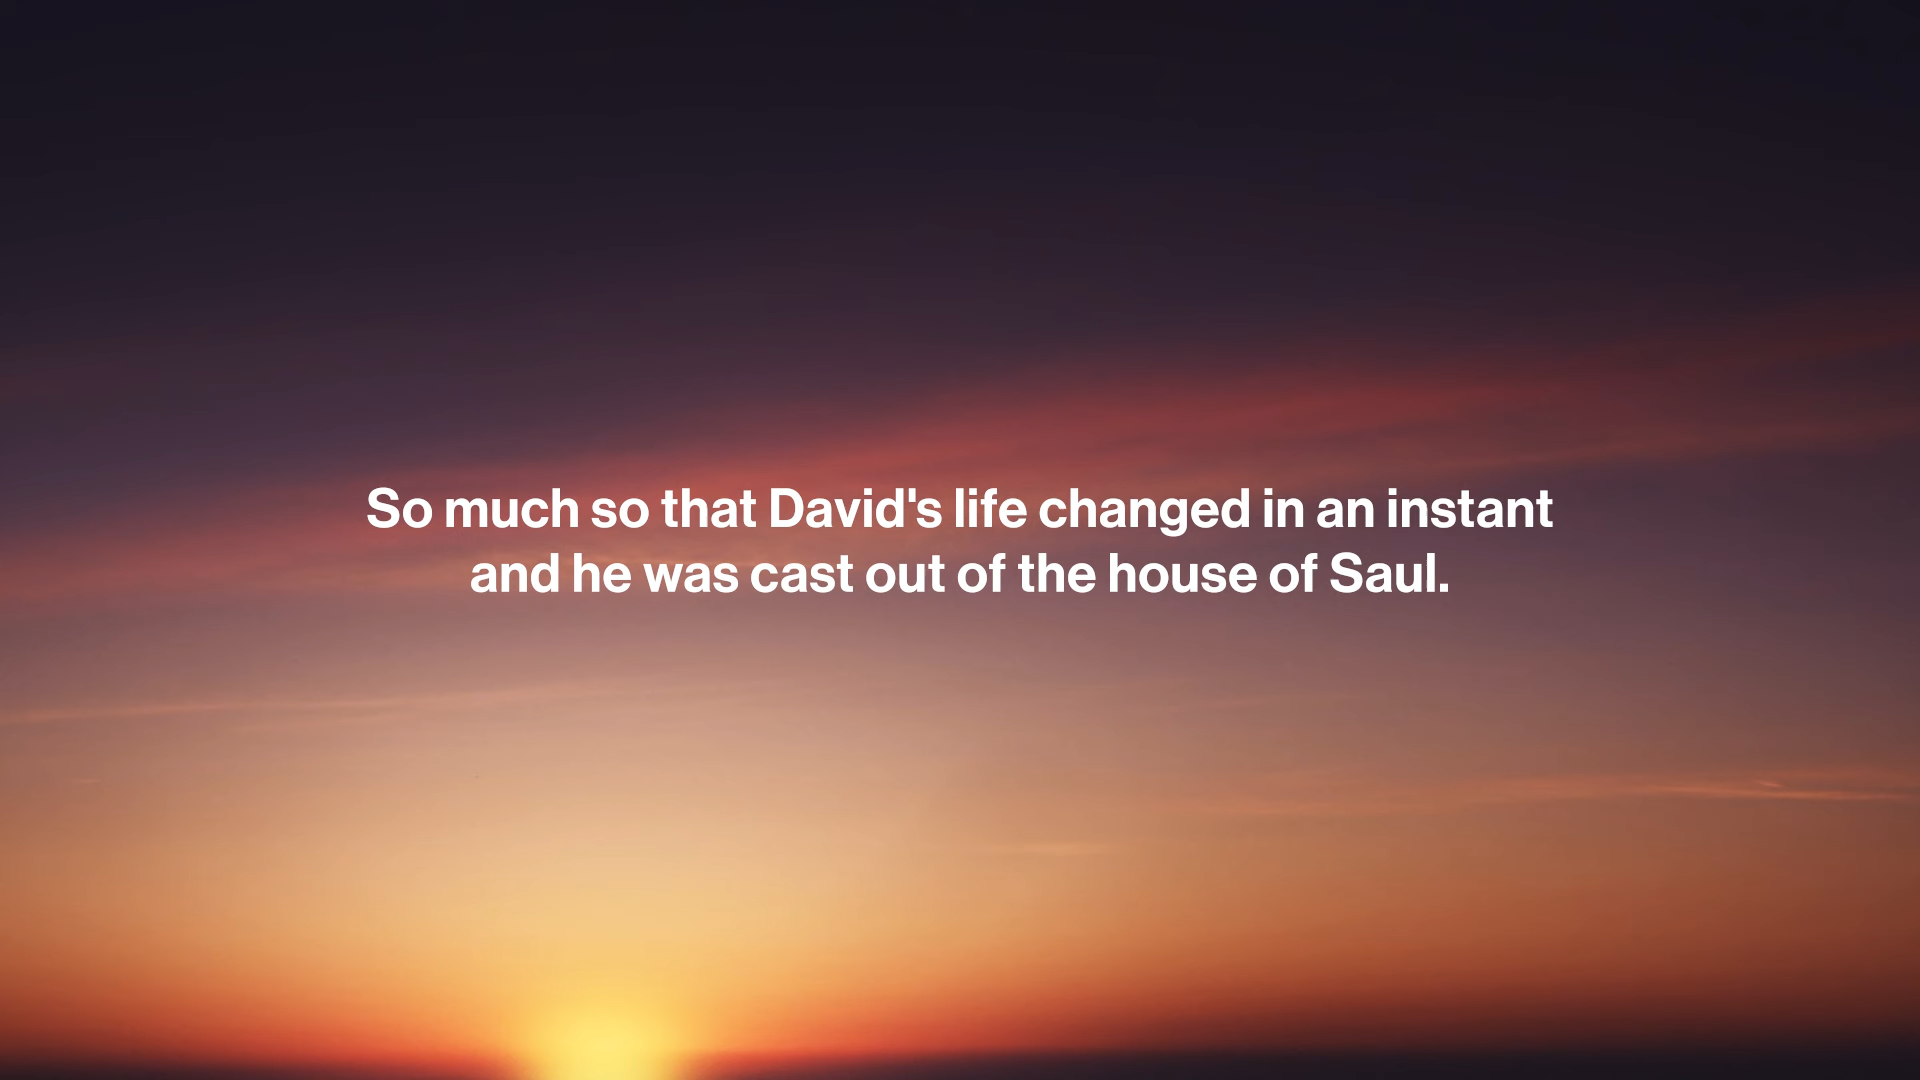 So much so that David's life changed in an instant
and he was cast out of the house of Saul.